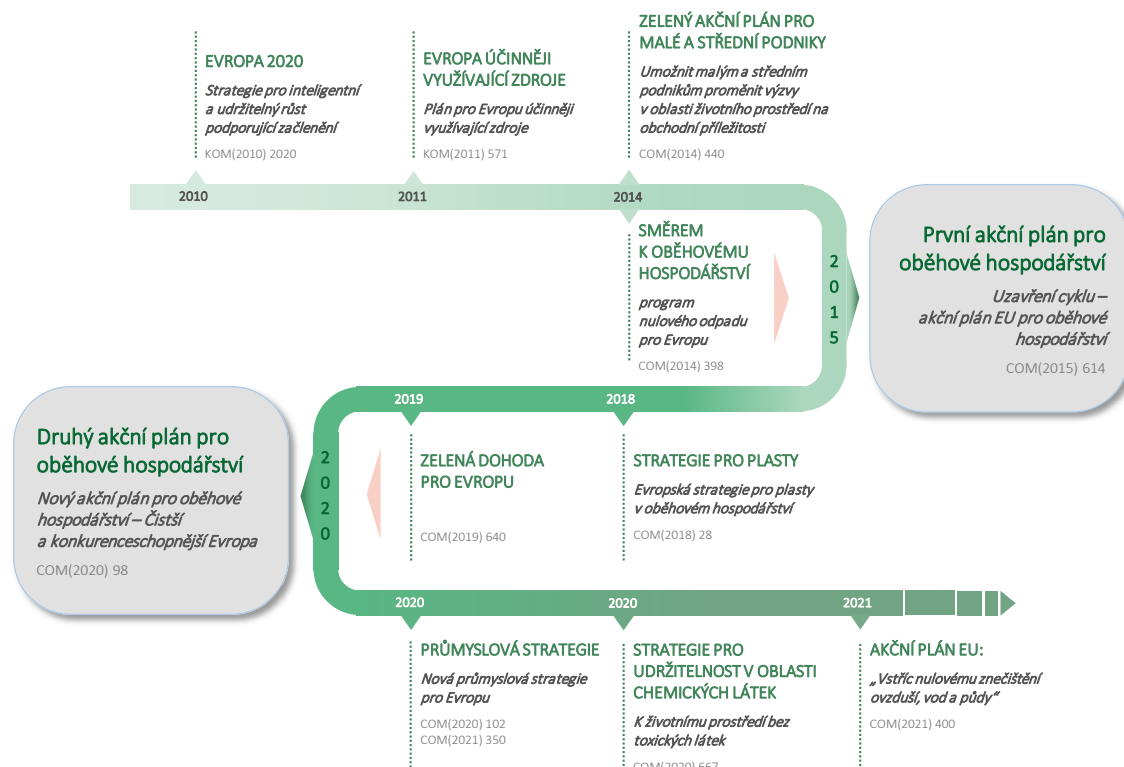 EVROPA 2020
Strategie pro inteligentní
a udržitelný růst
podporující začlenění
KOM(2010) 2020
EVROPA ÚČINNĚJI
VYUŽÍVAJÍCÍ ZDROJE
Plán pro Evropu účinněji
využívající zdroje
KOM(2011) 571
ZELENÝ AKČNÍ PLÁN PRO
MALÉ A STŘEDNÍ PODNIKY
Umožnit malým a středním
podnikům proměnit výzvy
v oblasti životního prostředí na
obchodní příležitosti
COM(2014) 440
2010
2011
2014
SMĚREM
K OBĚHOVÉMU
HOSPODÁŘSTVÍ
program
nulového odpadu
pro Evropu
COM(2014) 398
2015
První akční plán pro
oběhové hospodářství
Uzavření cyklu –
akční plán EU pro oběhové
hospodářství
COM(2015) 614
2019
2018
Druhý akční plán pro
oběhové hospodářství
Nový akční plán pro oběhové
hospodářství – Čistší
a konkurenceschopnější Evropa
COM(2020) 98
2020
ZELENÁ DOHODA
PRO EVROPU
COM(2019) 640
STRATEGIE PRO PLASTY
Evropská strategie pro plasty
v oběhovém hospodářství
COM(2018) 28
2020
2020
2021
PRŮMYSLOVÁ STRATEGIE
Nová průmyslová strategie
pro Evropu
COM(2020) 102
COM(2021) 350
STRATEGIE PRO
UDRŽITELNOST V OBLASTI
CHEMICKÝCH LÁTEK
K životnímu prostředí bez
toxických látek
COM(2020) 667
AKČNÍ PLÁN EU:
„Vstříc nulovému znečištění
ovzduší, vod a půdy“
COM(2021) 400